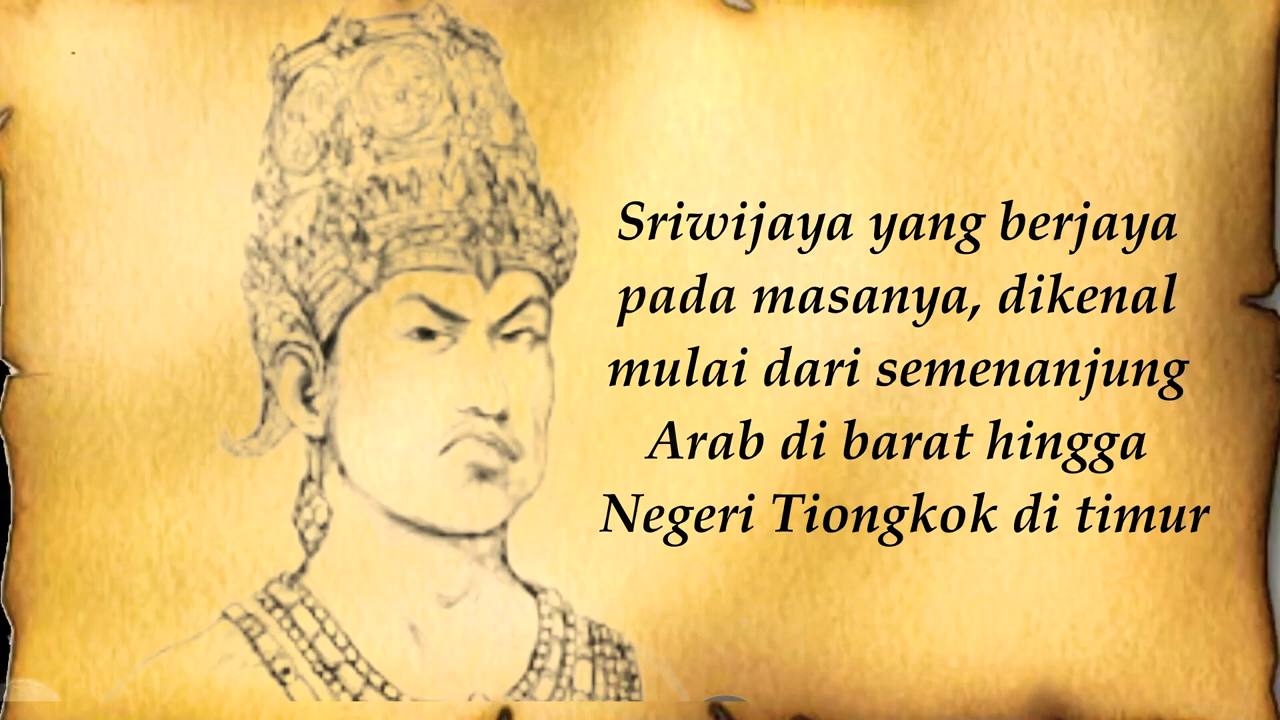 Sriwijaya yang berjaya
pada masanya, dikenal
mulai dari semenanjung
Arab di barat hingga
Negeri Tiongkok di timur